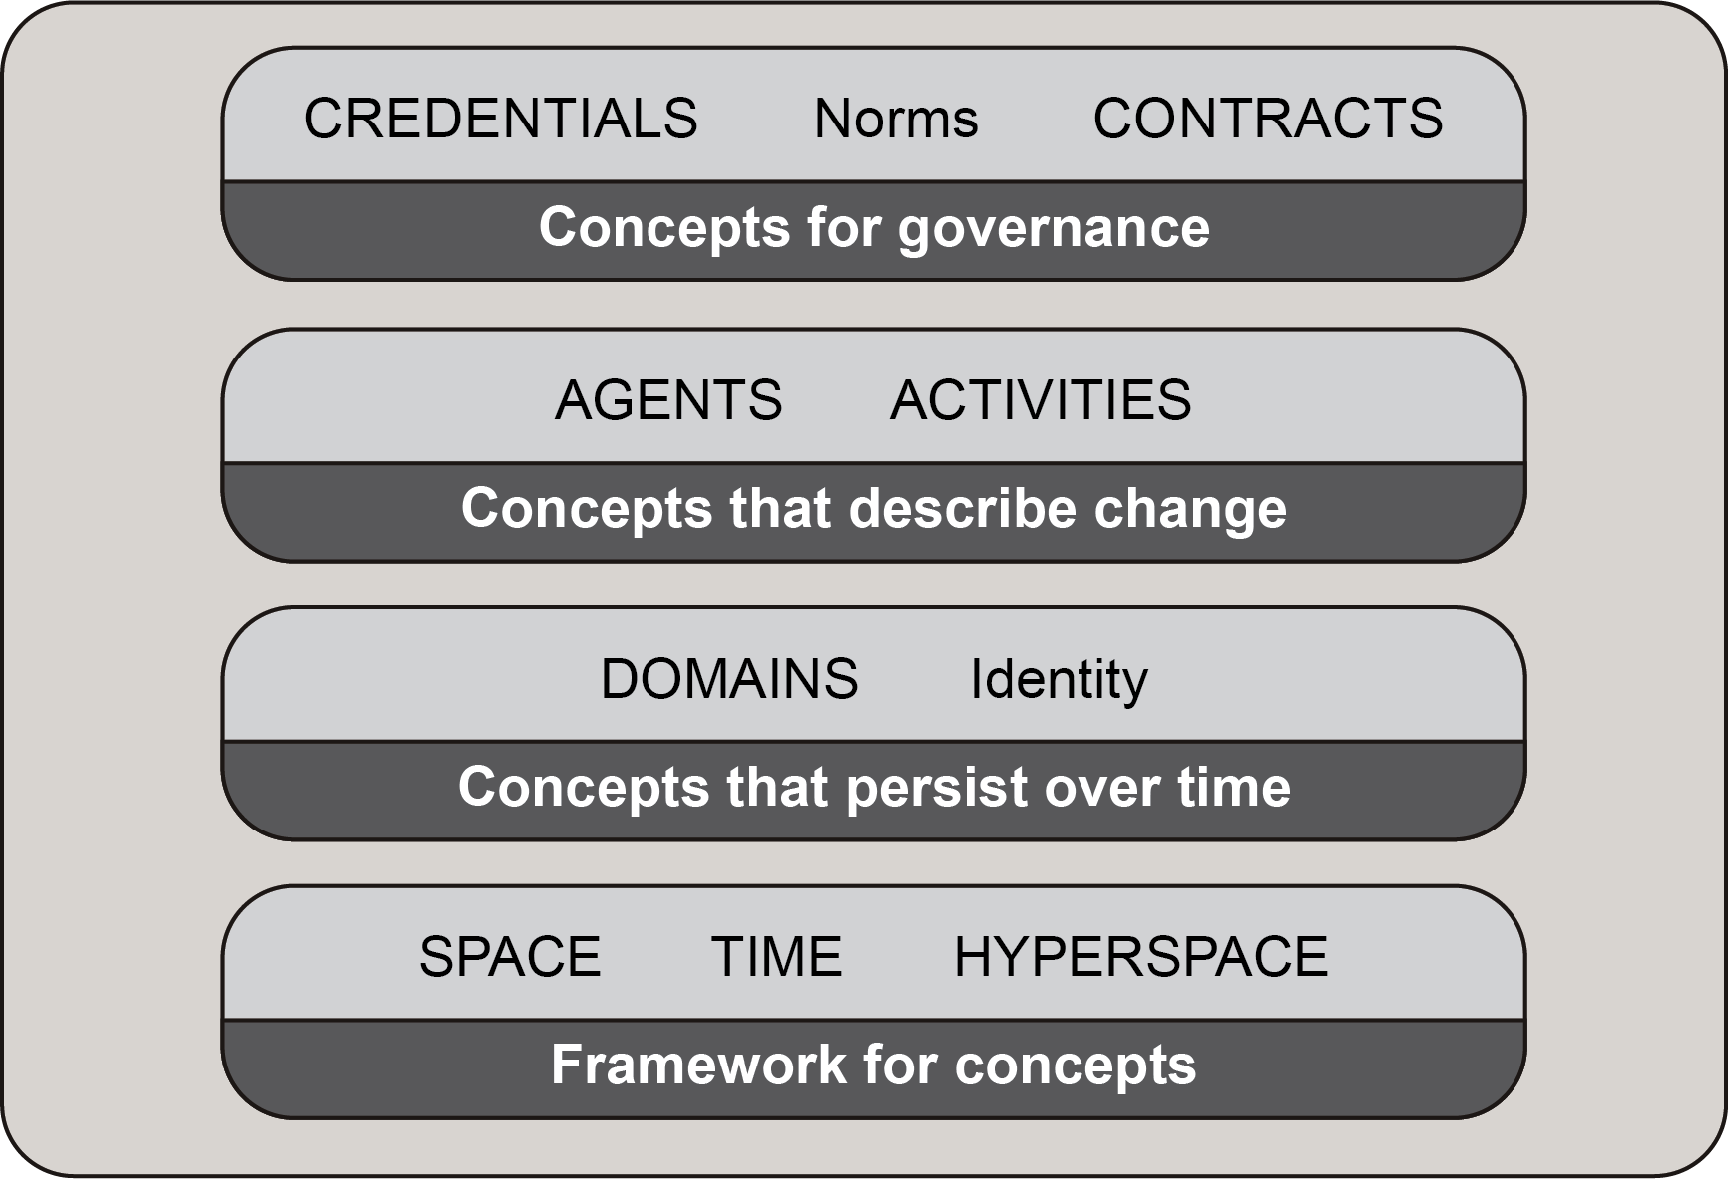 CREDENTIALS Norms CONTRACTS
Concepts for governance
AGENTS ACTIVITIES
Concepts that describe change
DOMAINS Identity
Concepts that persist over time
SPACE TIME HYPERSPACE
Framework for concepts